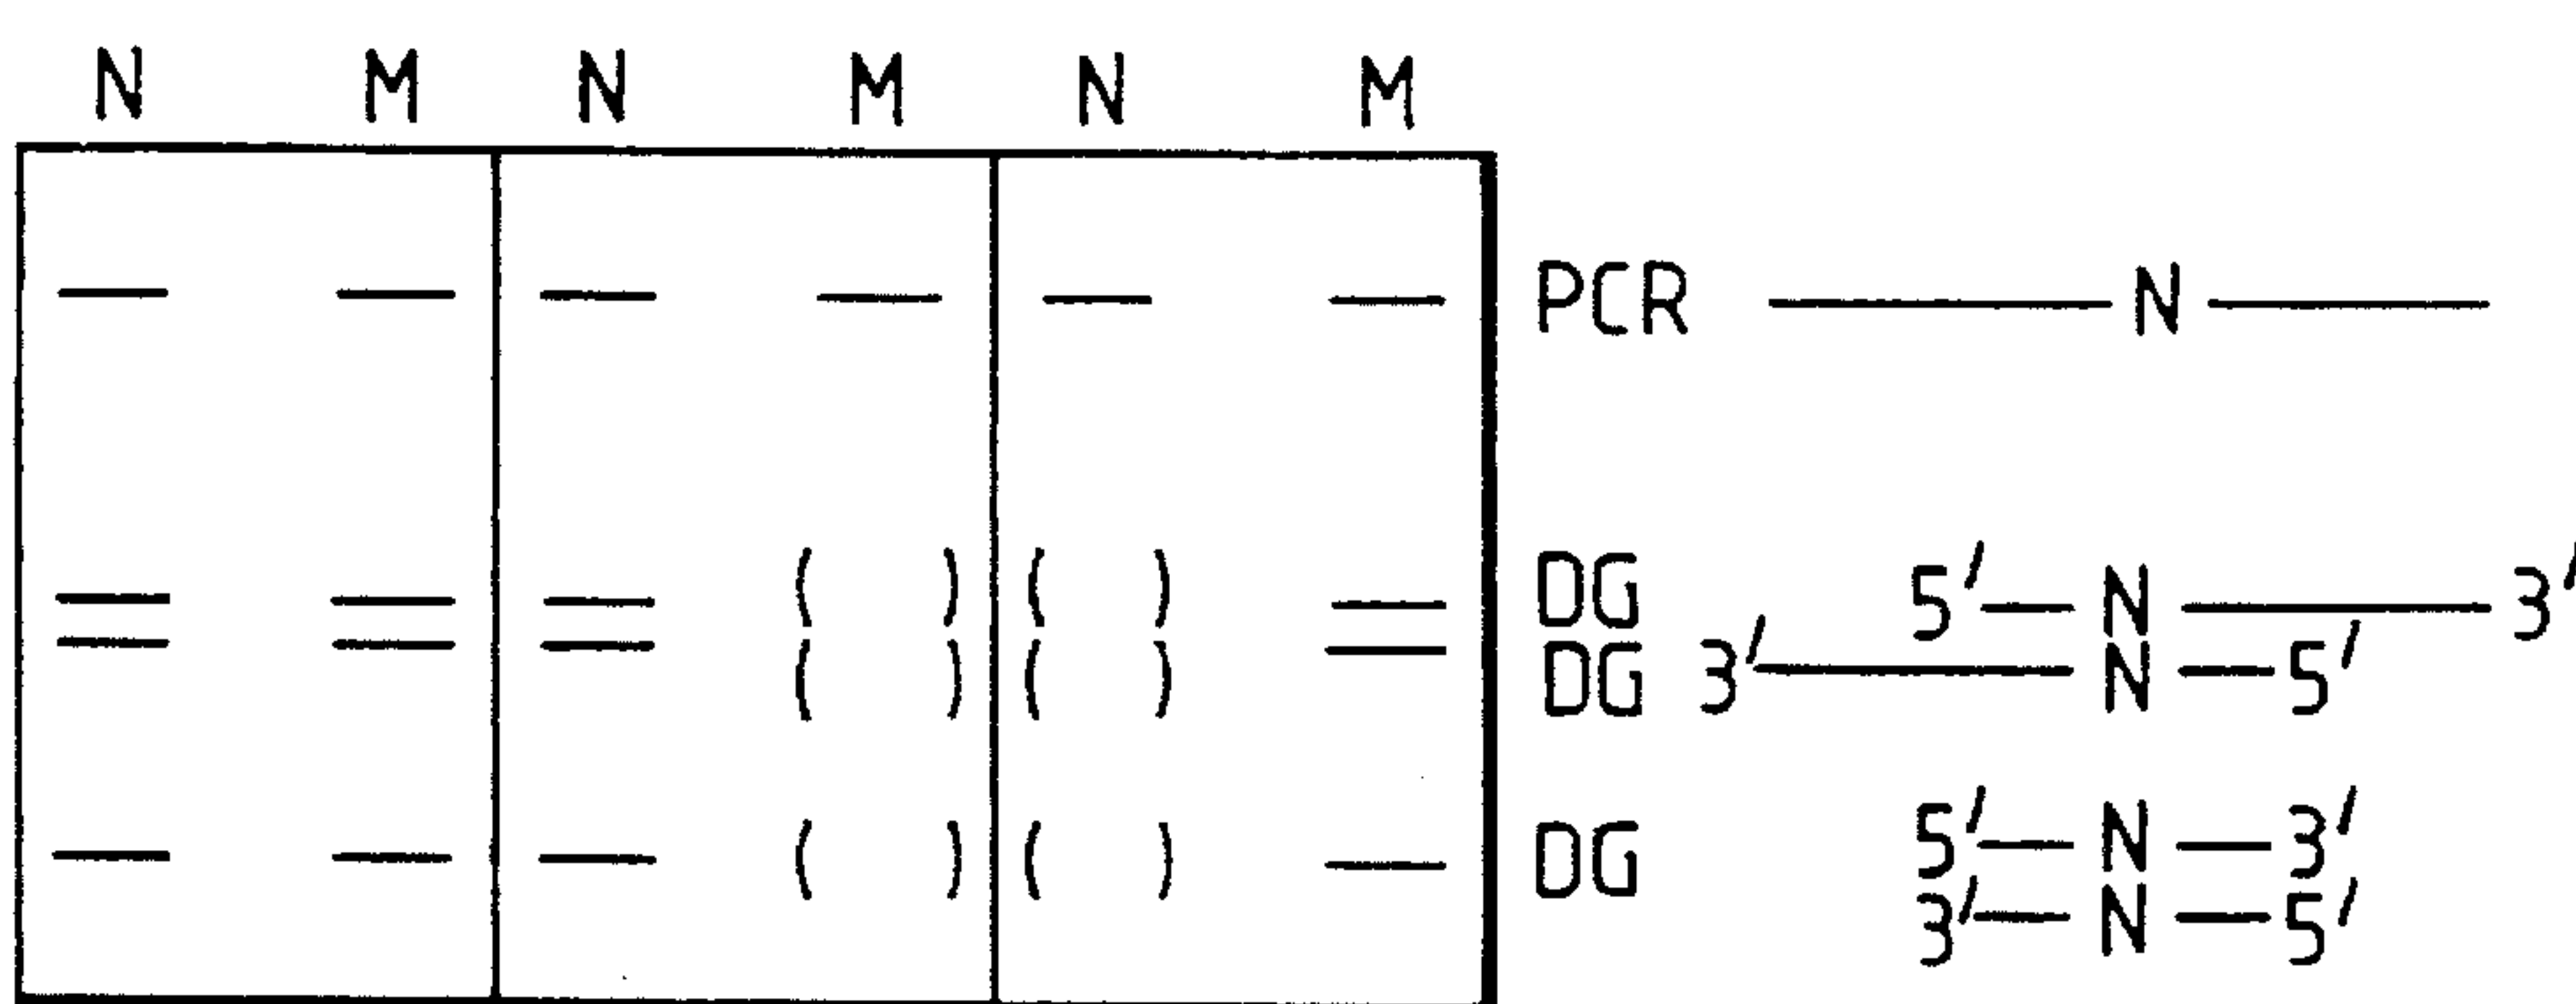 N M N M N M
PCR N
( ) ( ) DG 5' N 3'
( ) ( ) DG 3' N 5'
( ) ( ) DG 5' N 3'
3' N 5'